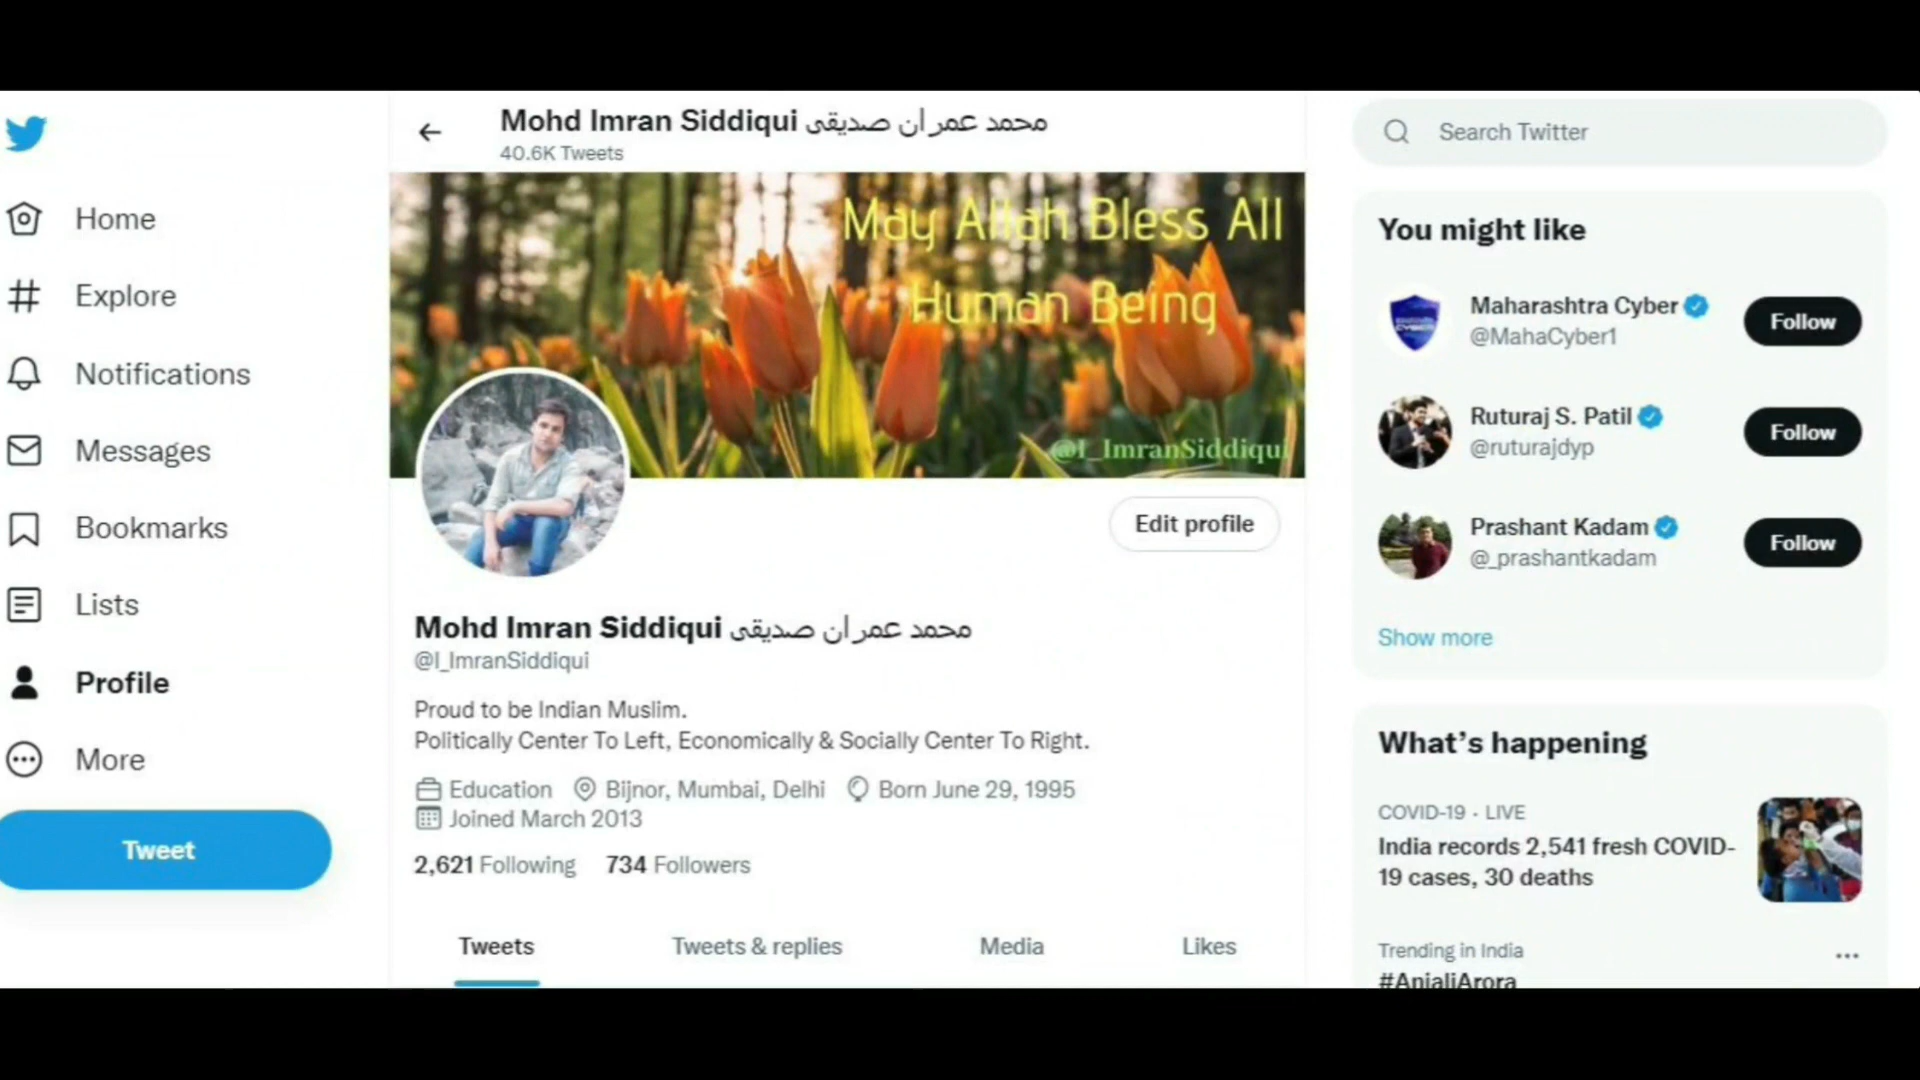 Mohd Imran Siddiqui محمد عمران صدیقی
40.6K Tweets
Home
Explore
Notifications
Messages
Bookmarks
Lists
Profile
More
Tweet
May Allah Bless All
Human Being
@I_ImranSiddiqui
Edit profile
Mohd Imran Siddiqui محمد عمران صدیقی
@I_ImranSiddiqui
Proud to be Indian Muslim.
Politically Center To Left, Economically & Socially Center To Right.
Education Bijnor, Mumbai, Delhi Born June 29, 1995
Joined March 2013
2,621 Following 734 Followers
Tweets Tweets & replies Media Likes
Search Twitter
You might like
Maharashtra Cyber
@MahaCyber1
Follow
CYBER
Ruturaj S. Patil
@ruturajdyp
Follow
Prashant Kadam
@_prashantkadam
Follow
Show more
What's happening
COVID-19 · LIVE
India records 2,541 fresh COVID-
19 cases, 30 deaths
Trending in India
#AnjaliArora